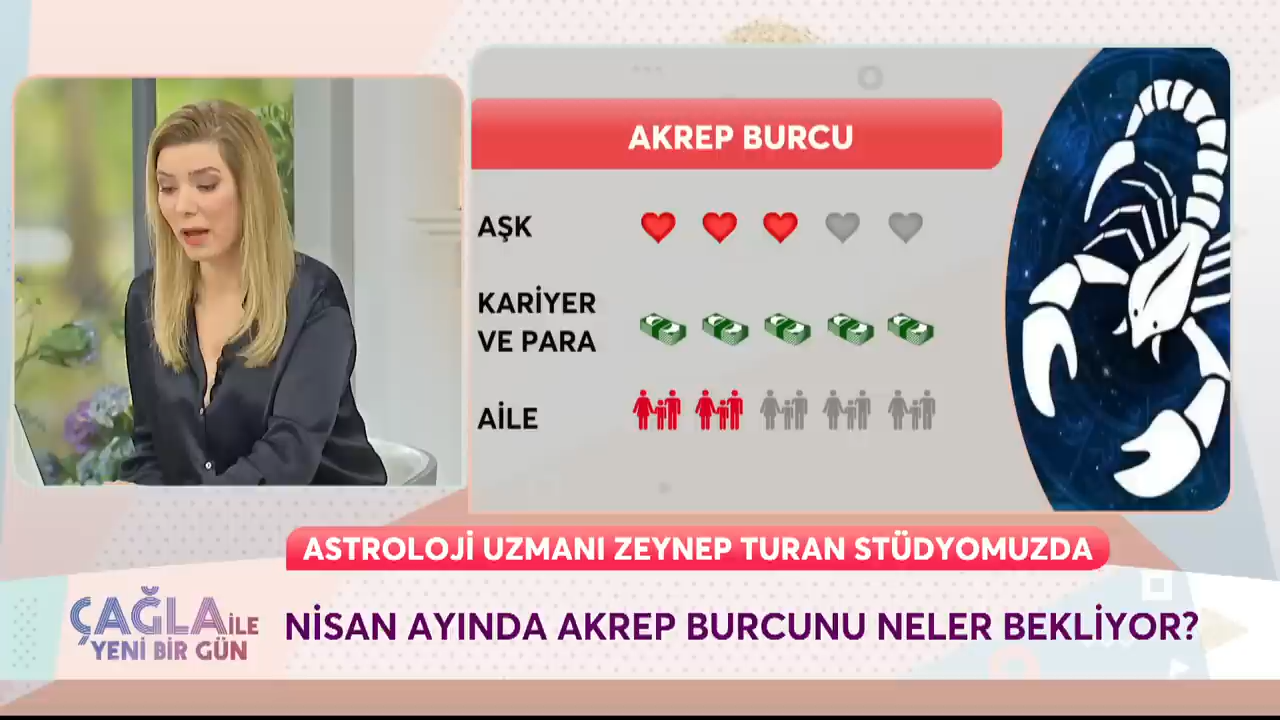 AKREP BURCU
AŞK
KARİYER
VE PARA
AİLE
ASTROLOJİ UZMANI ZEYNEP TURAN STÜDYOMUZDA
ÇAĞLA İLE
YENİ BİR GÜN
NİSAN AYINDA AKREP BURCUNU NELER BEKLİYOR?